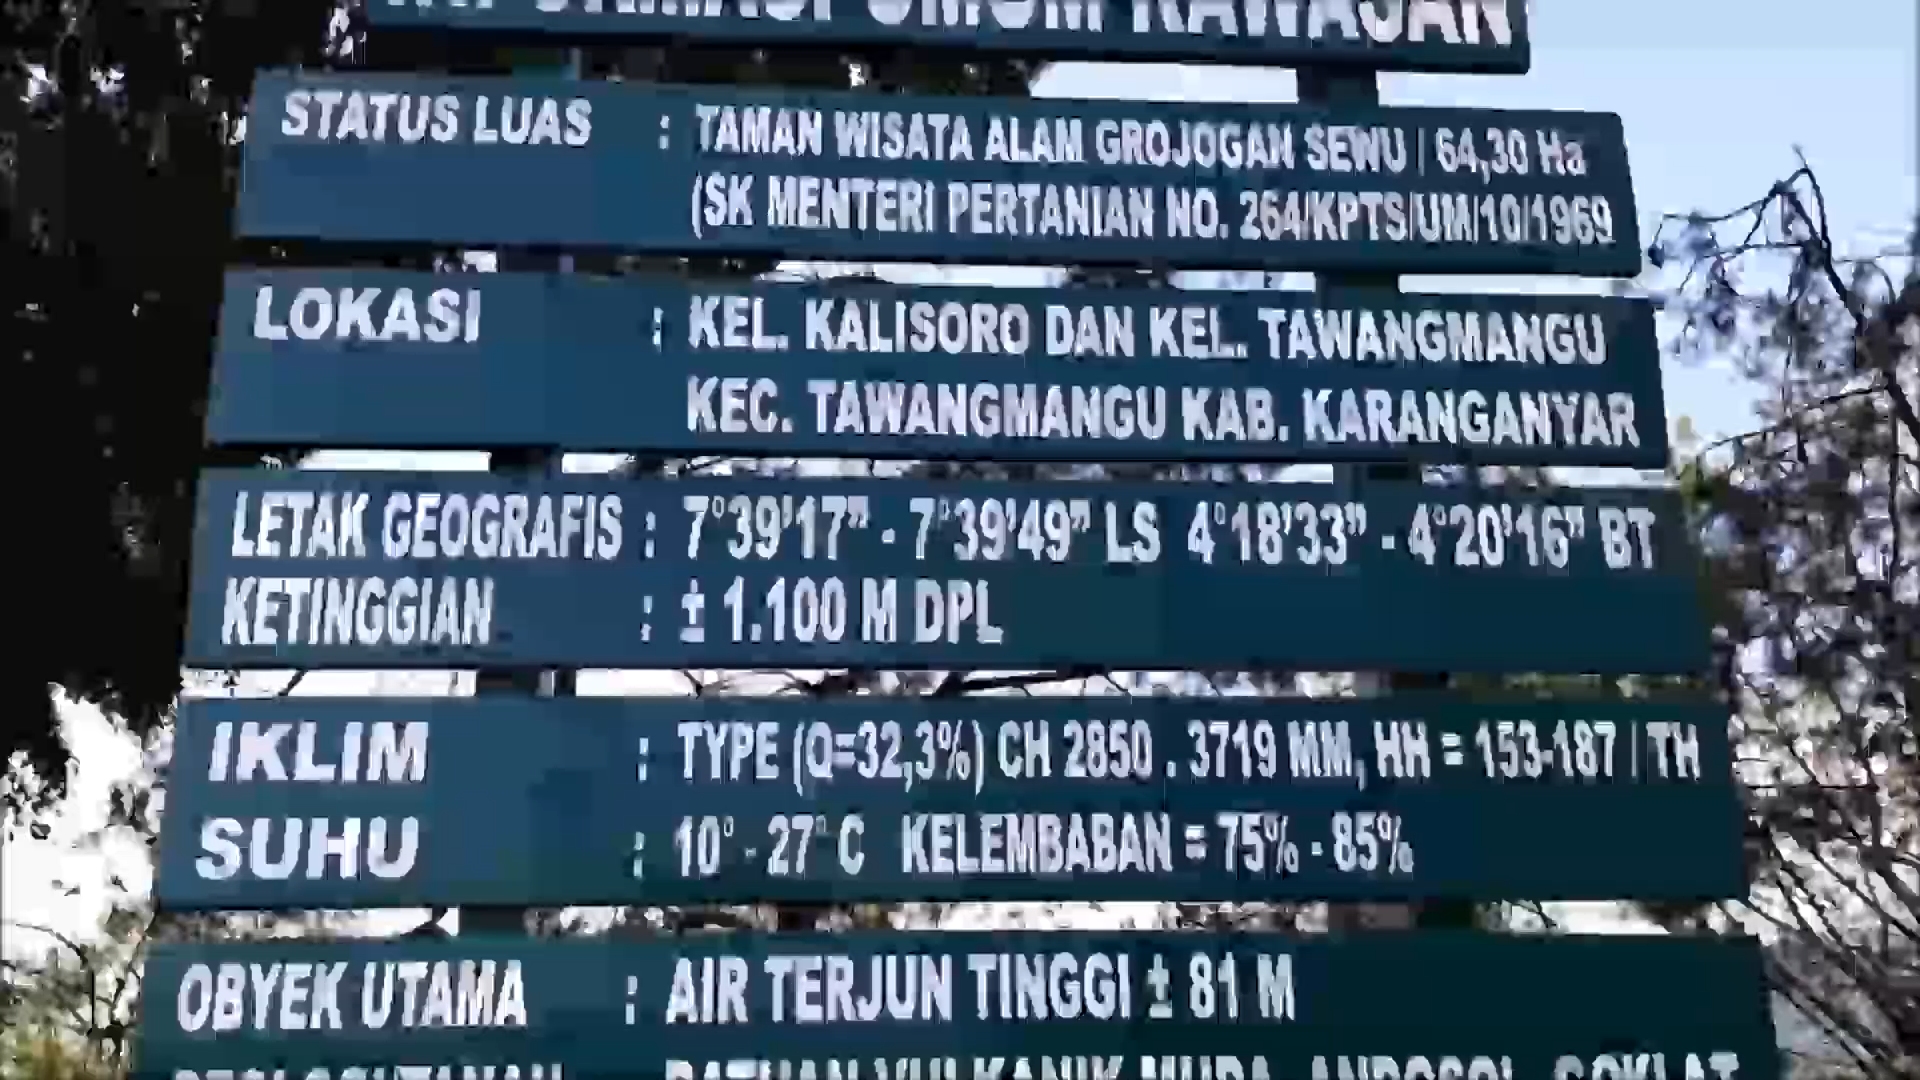 UMUM KAWASAN
STATUS LUAS : TAMAN WISATA ALAM GROJOGAN SEWU | 64,30 Ha
(SK MENTERI PERTANIAN NO. 264/KPTS/UM/10/1969
LOKASI : KEL. KALISORO DAN KEL. TAWANGMANGU
KEC. TAWANGMANGU KAB. KARANGANYAR
LETAK GEOGRAFIS : 7°39'17" - 7°39'49" LS 4°18'33" - 4°20'16" BT
KETINGGIAN : ± 1.100 M DPL
IKLIM : TYPE (Q=32,3%) CH 2850 . 3719 MM, HH = 153-187 | TH
SUHU : 10° - 27° C KELEMBABAN = 75% - 85%
OBYEK UTAMA : AIR TERJUN TINGGI ± 81 M